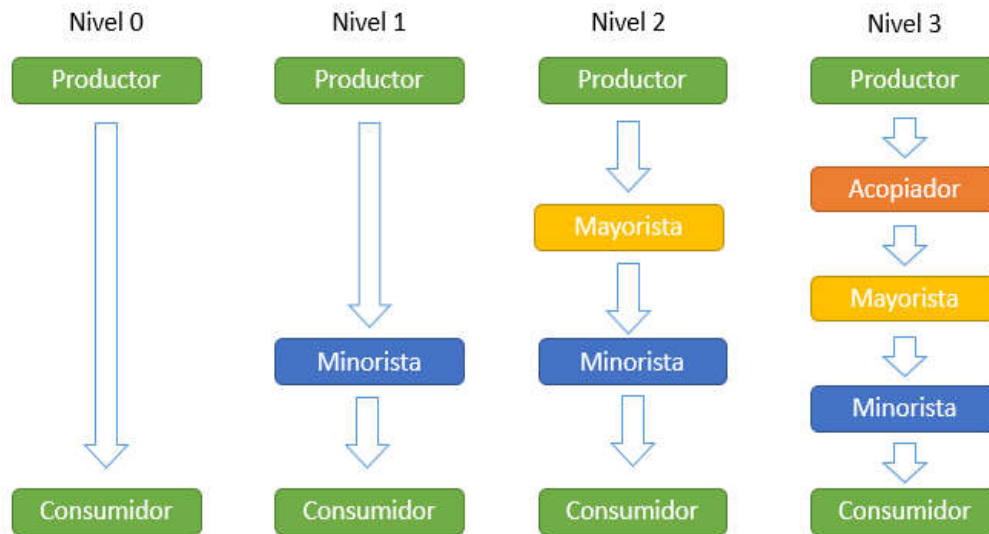 Nivel 0
Nivel 1
Nivel 2
Nivel 3
Productor
Productor
Productor
Productor
Acopiador
Mayorista
Mayorista
Minorista
Minorista
Minorista
Consumidor
Consumidor
Consumidor
Consumidor